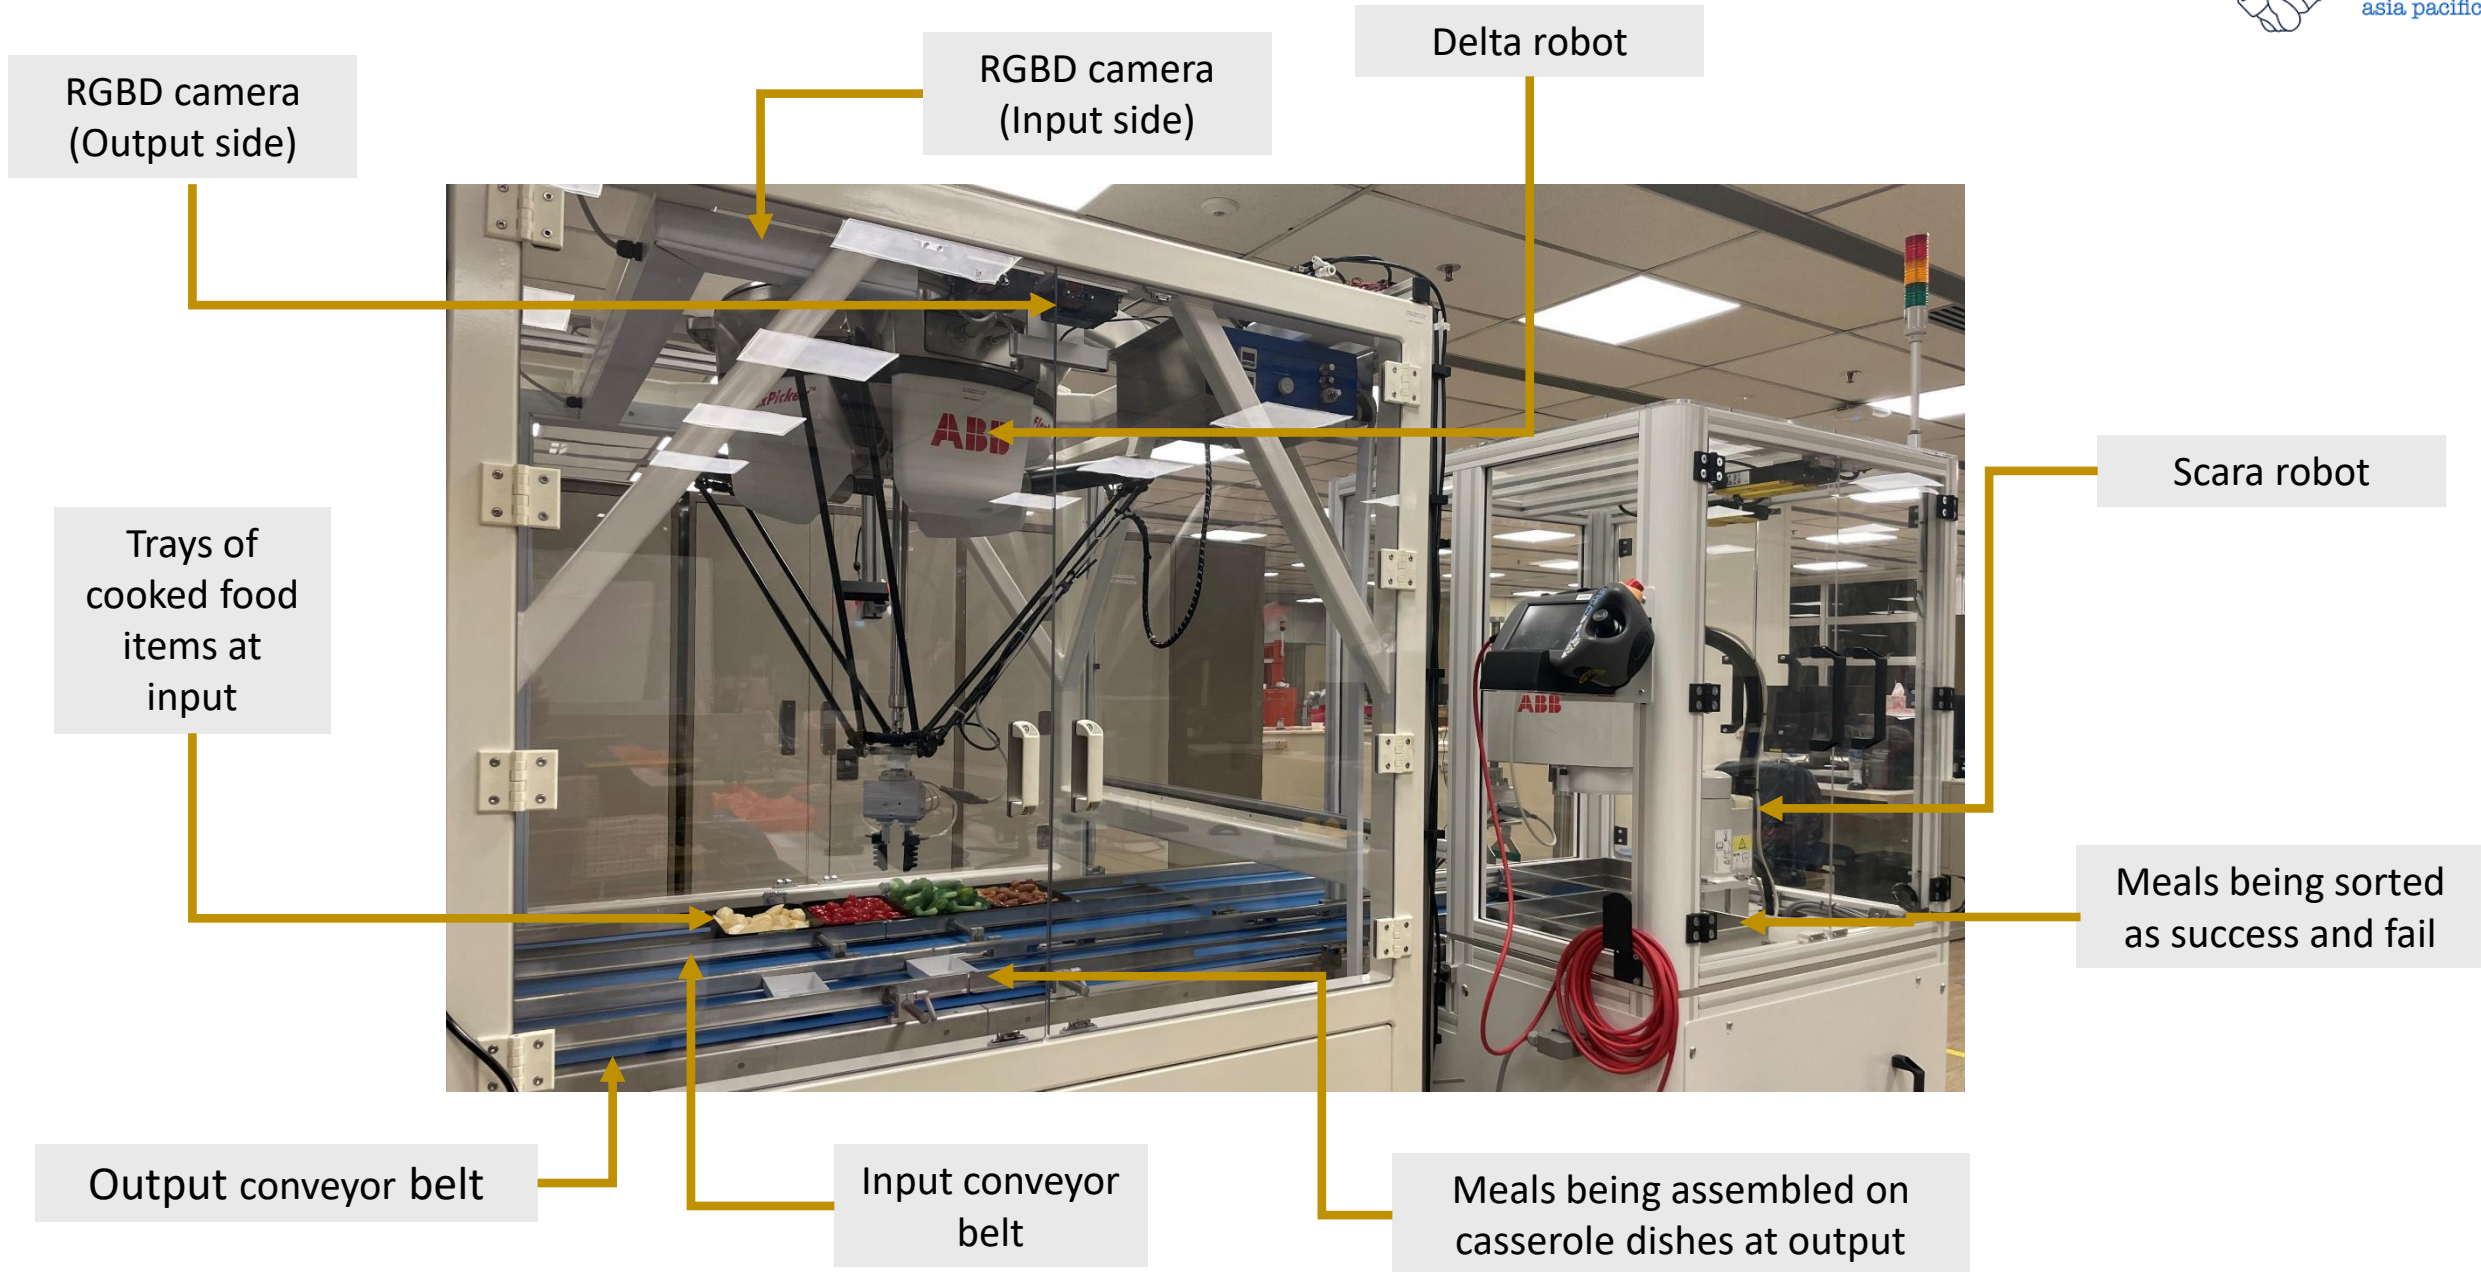 asia pacific
Delta robot
RGBD camera
(Input side)
RGBD camera
(Output side)
ABB
Scara robot
Trays of
cooked food
items at
input
ABB
Meals being sorted
as success and fail
Output conveyor belt
Input conveyor
belt
Meals being assembled on
casserole dishes at output